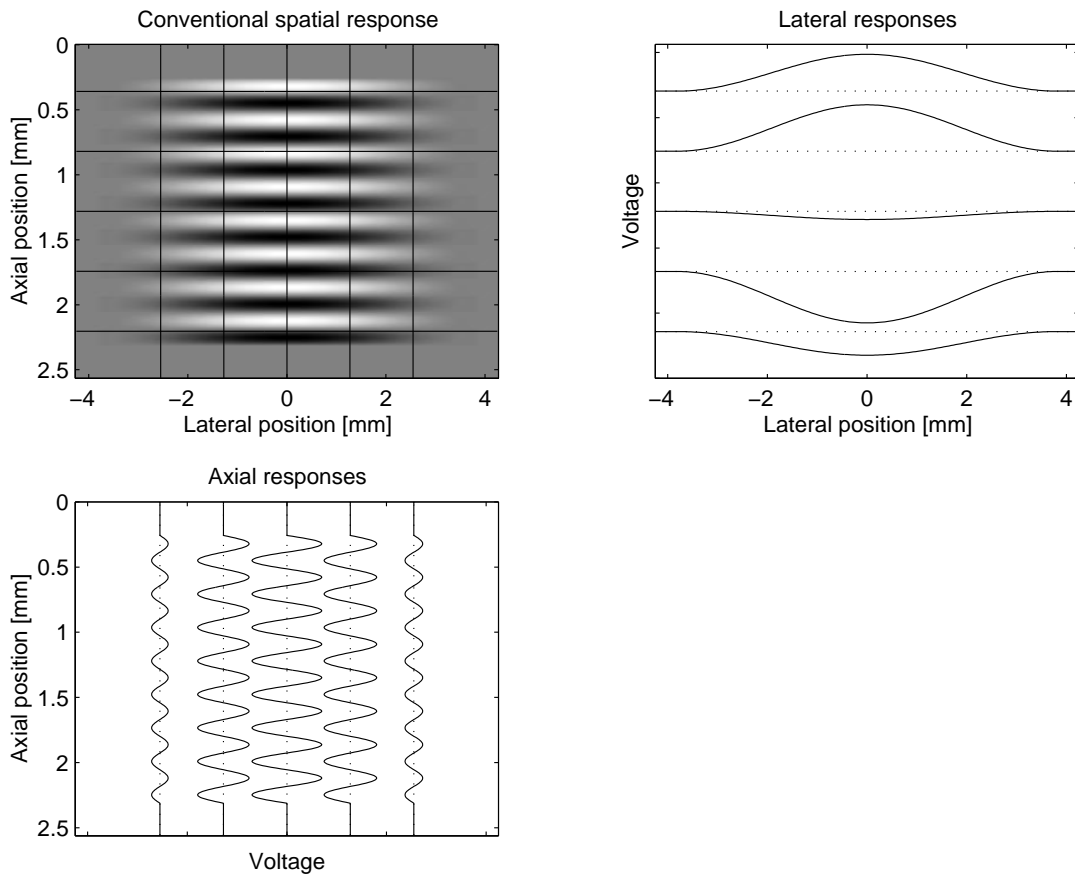 Conventional spatial response
0
0.5
1
1.5
2
2.5
Axial position [mm]
−4
−2
0
2
4
Lateral position [mm]
Lateral responses
Voltage
−4
−2
0
2
4
Lateral position [mm]
Axial responses
0
0.5
1
1.5
2
2.5
Axial position [mm]
Voltage